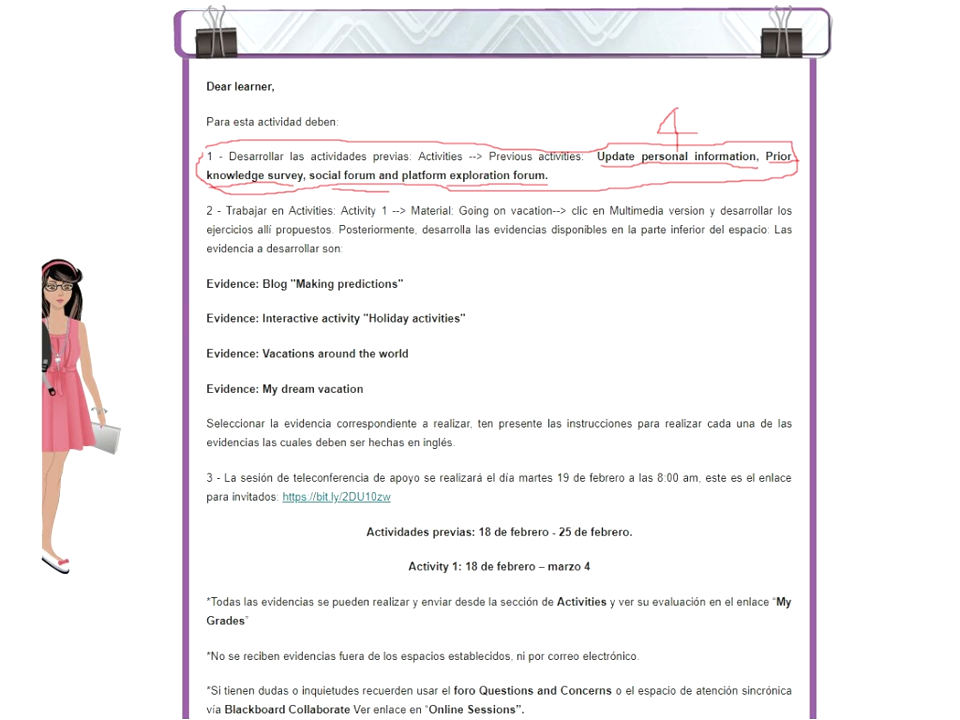 Dear learner,
Para esta actividad deben:
4
1 - Desarrollar las actividades previas: Activities --> Previous activities: Update personal information, Prior
knowledge survey, social forum and platform exploration forum.
2 - Trabajar en Activities: Activity 1 --> Material: Going on vacation--> clic en Multimedia version y desarrollar los
ejercicios allí propuestos. Posteriormente, desarrolla las evidencias disponibles en la parte inferior del espacio. Las
evidencia a desarrollar son:
Evidence: Blog "Making predictions"
Evidence: Interactive activity "Holiday activities"
Evidence: Vacations around the world
Evidence: My dream vacation
Seleccionar la evidencia correspondiente a realizar, ten presente las instrucciones para realizar cada una de las
evidencias las cuales deben ser hechas en inglés.
3 - La sesión de teleconferencia de apoyo se realizará el día martes 19 de febrero a las 8:00 am, este es el enlace
para invitados: https://bit.ly/2DU10zw
Actividades previas: 18 de febrero - 25 de febrero.
Activity 1: 18 de febrero – marzo 4
*Todas las evidencias se pueden realizar y enviar desde la sección de Activities y ver su evaluación en el enlace “My
Grades”
*No se reciben evidencias fuera de los espacios establecidos, ni por correo electrónico.
*Si tienen dudas o inquietudes recuerden usar el foro Questions and Concerns o el espacio de atención sincrónica
vía Blackboard Collaborate Ver enlace en “Online Sessions”.